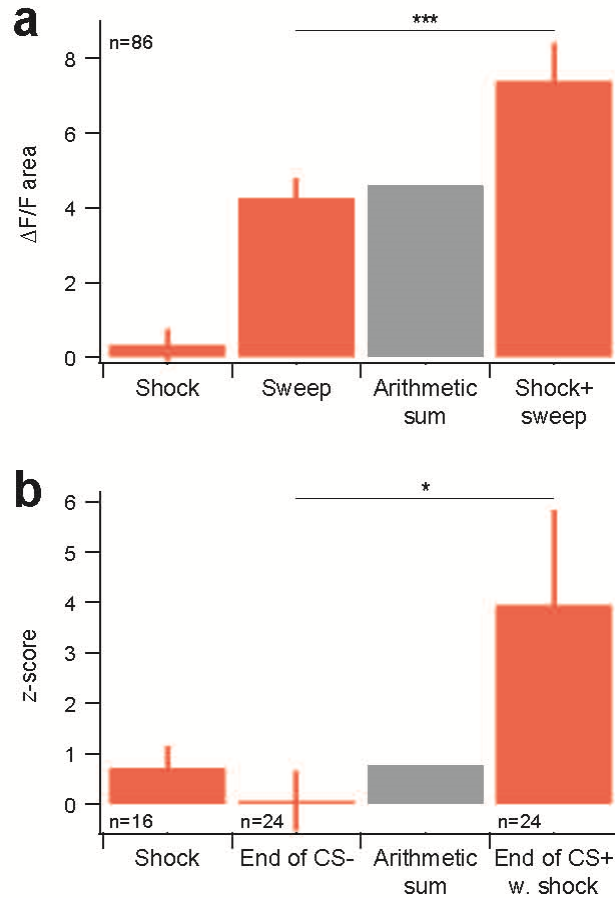 a
n=86
***
ΔF/F area
8
6
4
2
0
Shock
Sweep
Arithmetic
sum
Shock+
sweep
b
*
z-score
6
5
4
3
2
1
0
n=16
n=24
n=24
Shock
End of CS-
Arithmetic
sum
End of CS+
w. shock